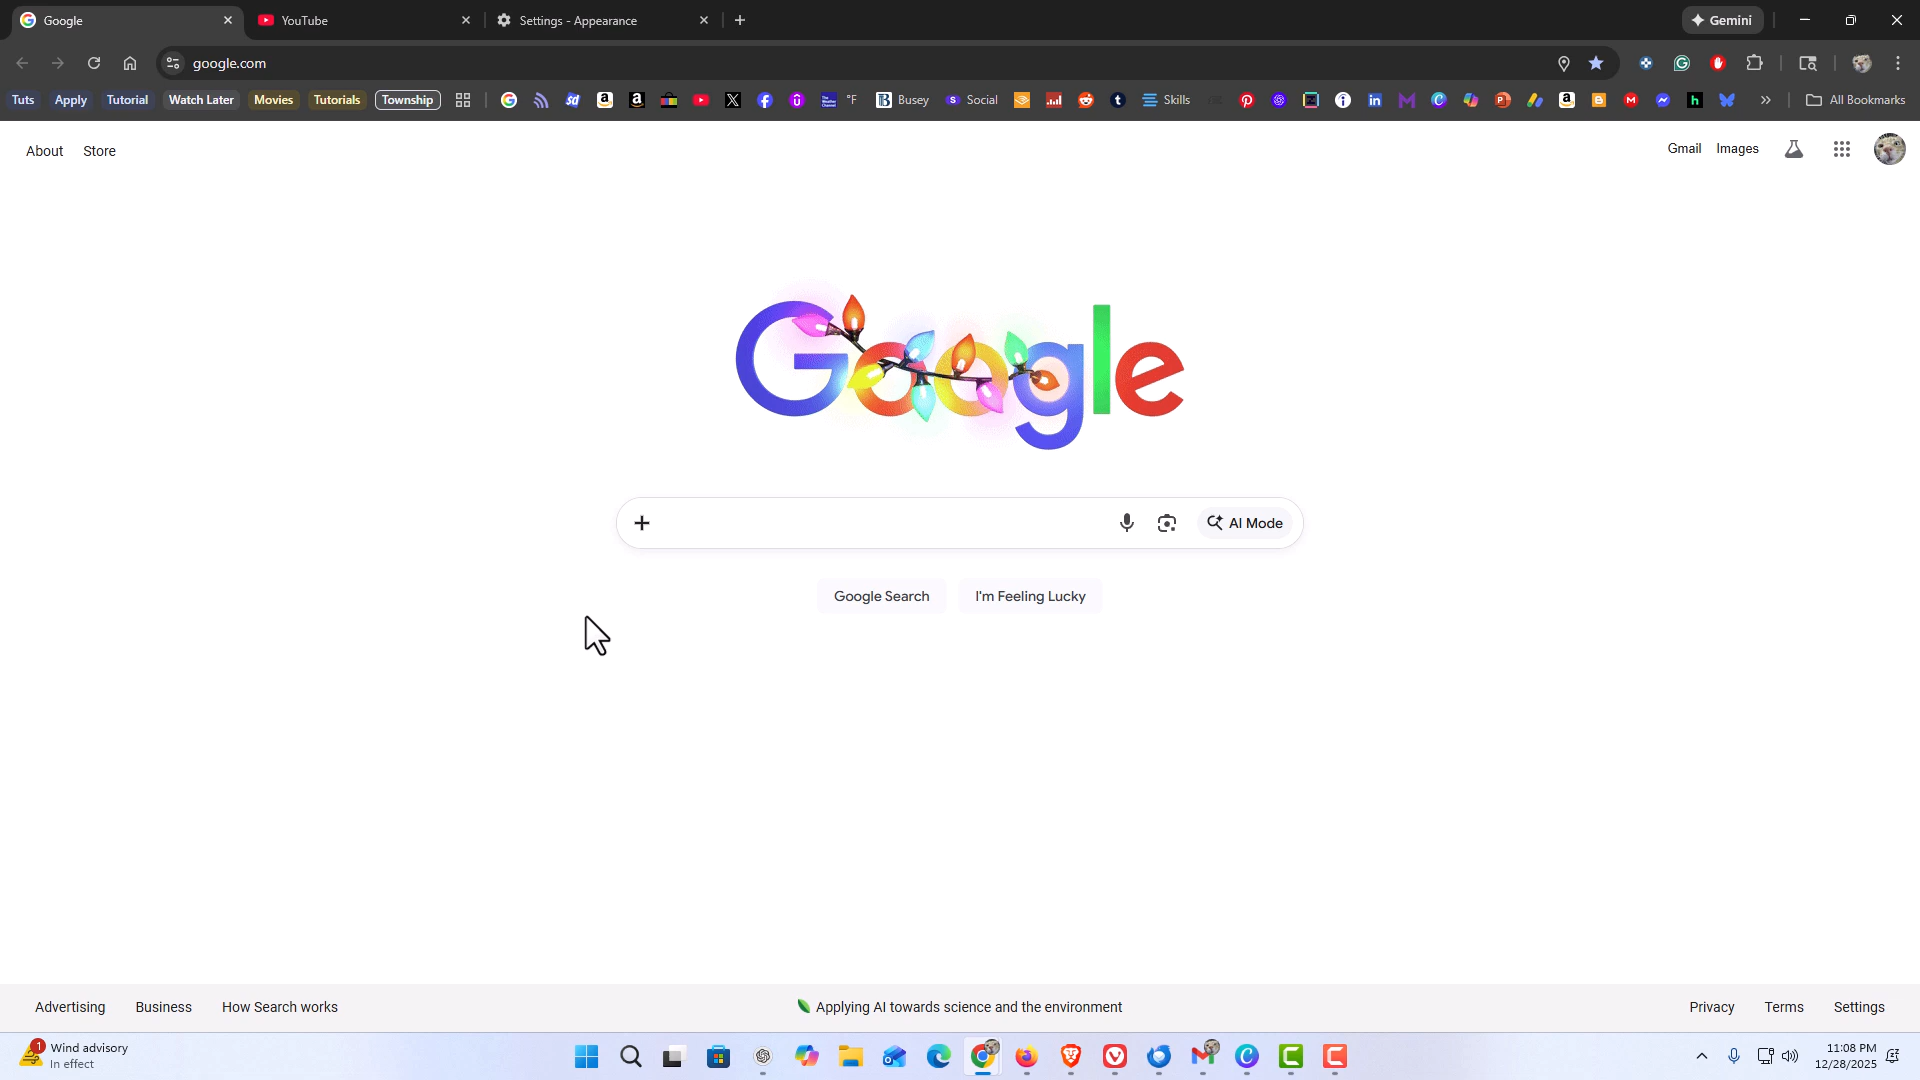 Google
YouTube
Settings - Appearance
Gemini
google.com
Tuts
Apply
Tutorial
Watch Later
Movies
Tutorials
Township
°F
Busey
Social
Skills
All Bookmarks
About
Store
Gmail
Images
Google
AI Mode
Google Search
I'm Feeling Lucky
Advertising
Business
How Search works
Applying AI towards science and the environment
Privacy
Terms
Settings
1
Wind advisory
In effect
11:08 PM
12/28/2025